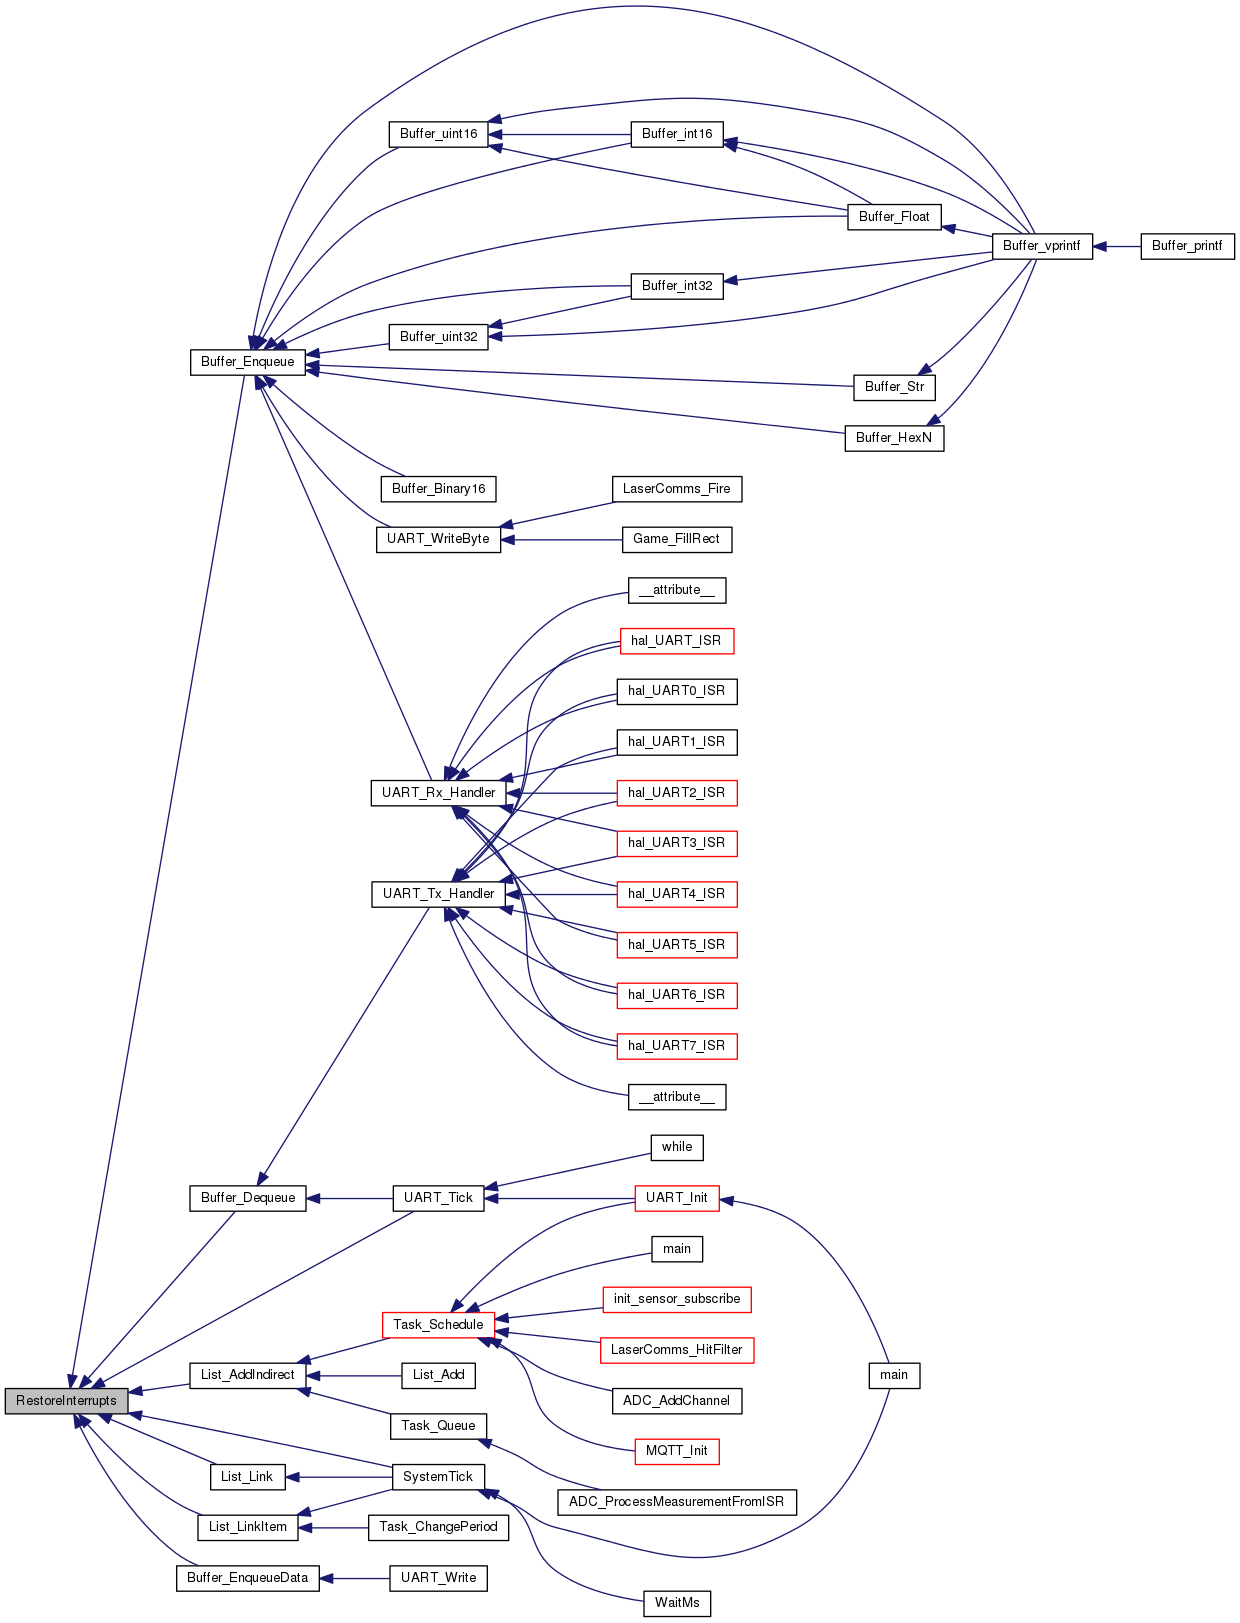 Buffer_uint16
Buffer_int16
Buffer_Float
Buffer_vprintf
Buffer_printf
Buffer_int32
Buffer_uint32
Buffer_Enqueue
Buffer_Str
Buffer_HexN
Buffer_Binary16
LaserComms_Fire
UART_WriteByte
Game_FillRect
__attribute__
hal_UART_ISR
hal_UART0_ISR
hal_UART1_ISR
UART_Rx_Handler
hal_UART2_ISR
hal_UART3_ISR
UART_Tx_Handler
hal_UART4_ISR
hal_UART5_ISR
hal_UART6_ISR
hal_UART7_ISR
__attribute__
while
Buffer_Dequeue
UART_Tick
UART_Init
main
init_sensor_subscribe
Task_Schedule
LaserComms_HitFilter
List_AddIndirect
List_Add
main
RestoreInterrupts
ADC_AddChannel
Task_Queue
MQTT_Init
List_Link
SystemTick
ADC_ProcessMeasurementFromISR
List_LinkItem
Task_ChangePeriod
Buffer_EnqueueData
UART_Write
WaitMs